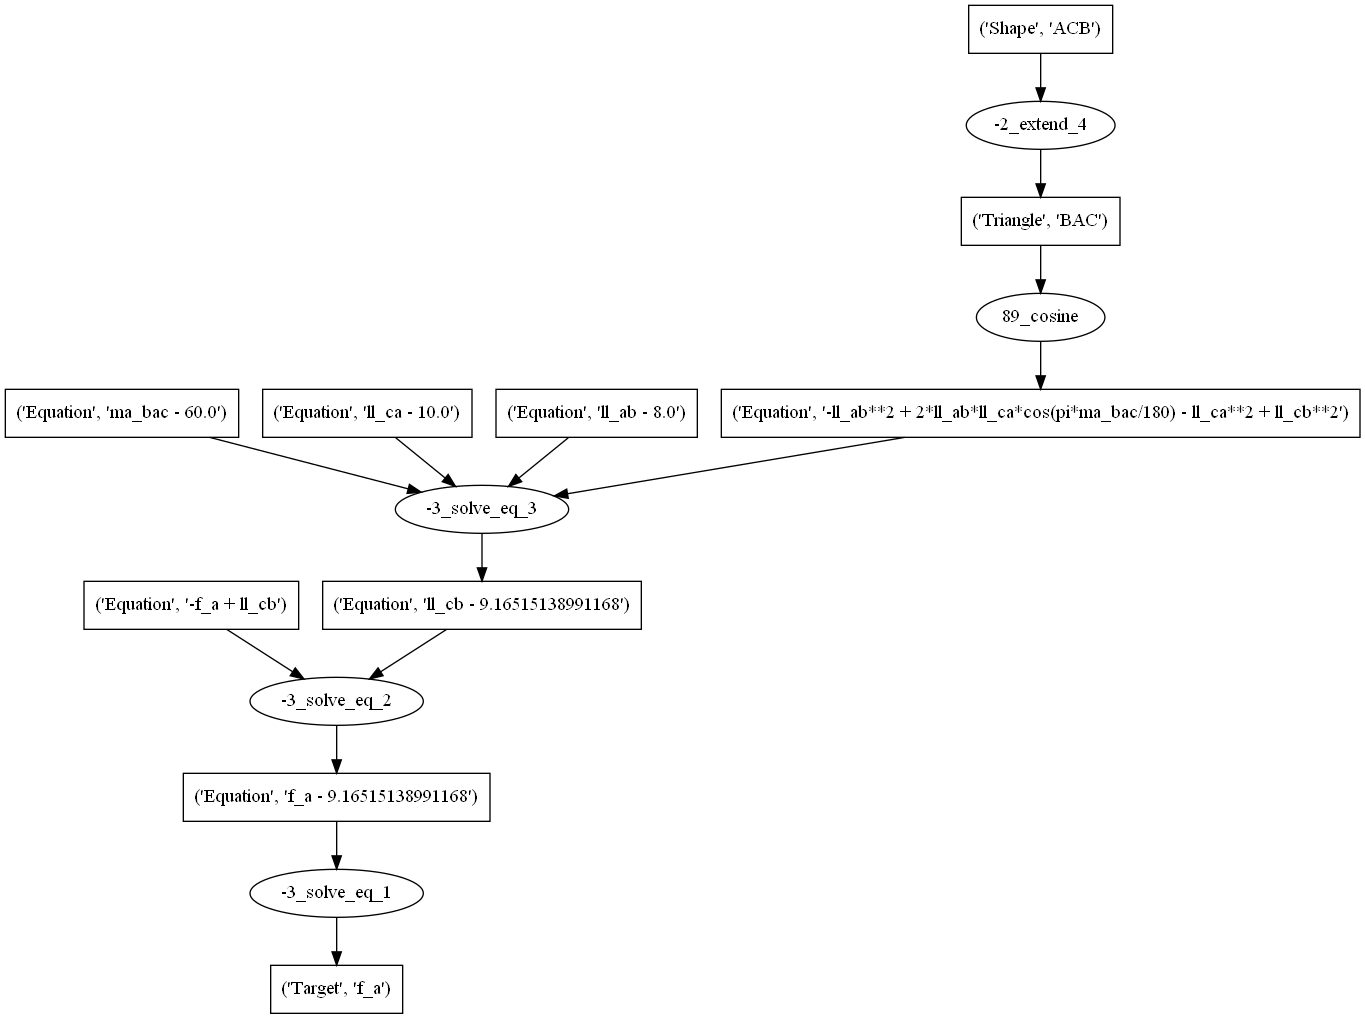 ('Shape', 'ACB')
-2_extend_4
('Triangle', 'BAC')
89_cosine
('Equation', 'ma_bac - 60.0')
('Equation', 'll_ca - 10.0')
('Equation', 'll_ab - 8.0')
('Equation', '-ll_ab**2 + 2*ll_ab*ll_ca*cos(pi*ma_bac/180) - ll_ca**2 + ll_cb**2')
-3_solve_eq_3
('Equation', '-f_a + ll_cb')
('Equation', 'll_cb - 9.16515138991168')
-3_solve_eq_2
('Equation', 'f_a - 9.16515138991168')
-3_solve_eq_1
('Target', 'f_a')